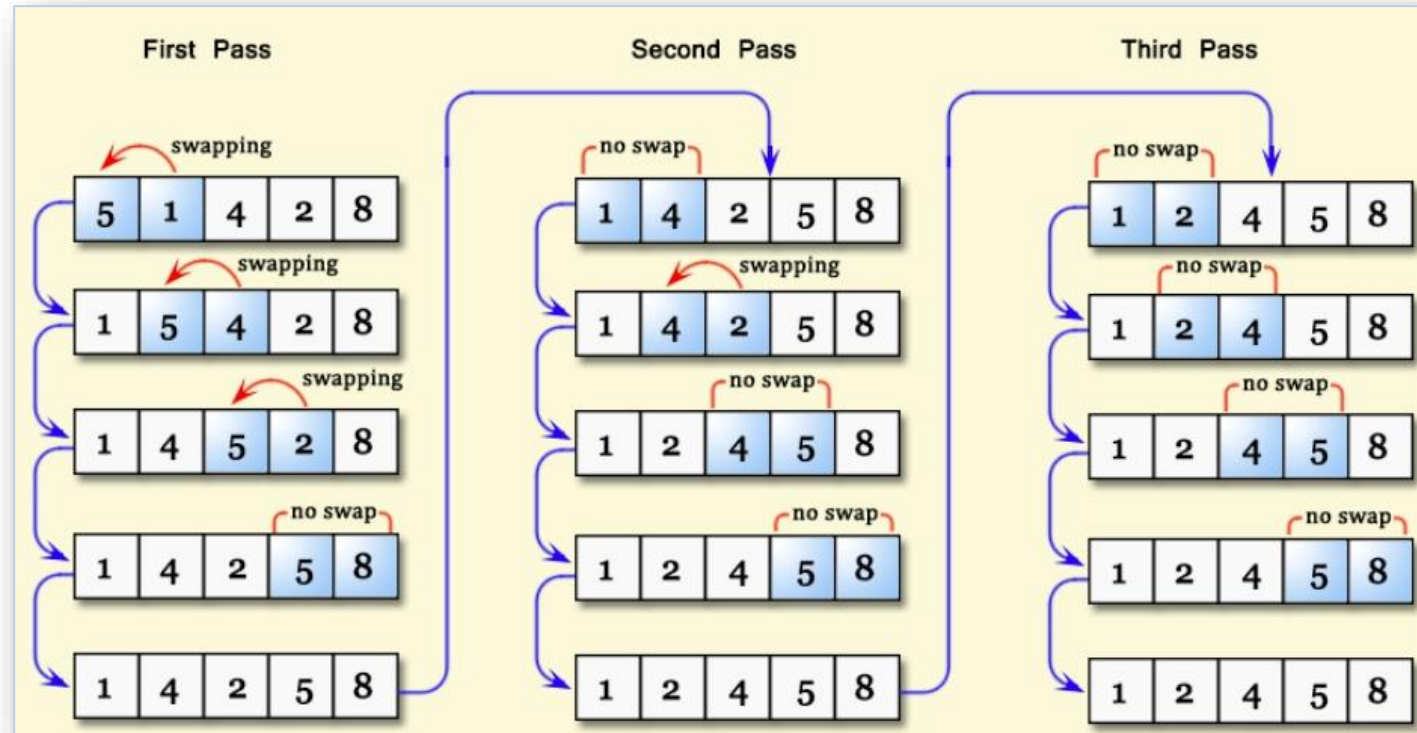 First Pass
swapping
5 1 4 2 8
swapping
1 5 4 2 8
swapping
1 4 5 2 8
no swap
1 4 2 5 8
1 4 2 5 8
Second Pass
no swap
1 4 2 5 8
swapping
1 4 2 5 8
no swap
1 2 4 5 8
no swap
1 2 4 5 8
1 2 4 5 8
Third Pass
no swap
1 2 4 5 8
no swap
1 2 4 5 8
no swap
1 2 4 5 8
no swap
1 2 4 5 8
1 2 4 5 8